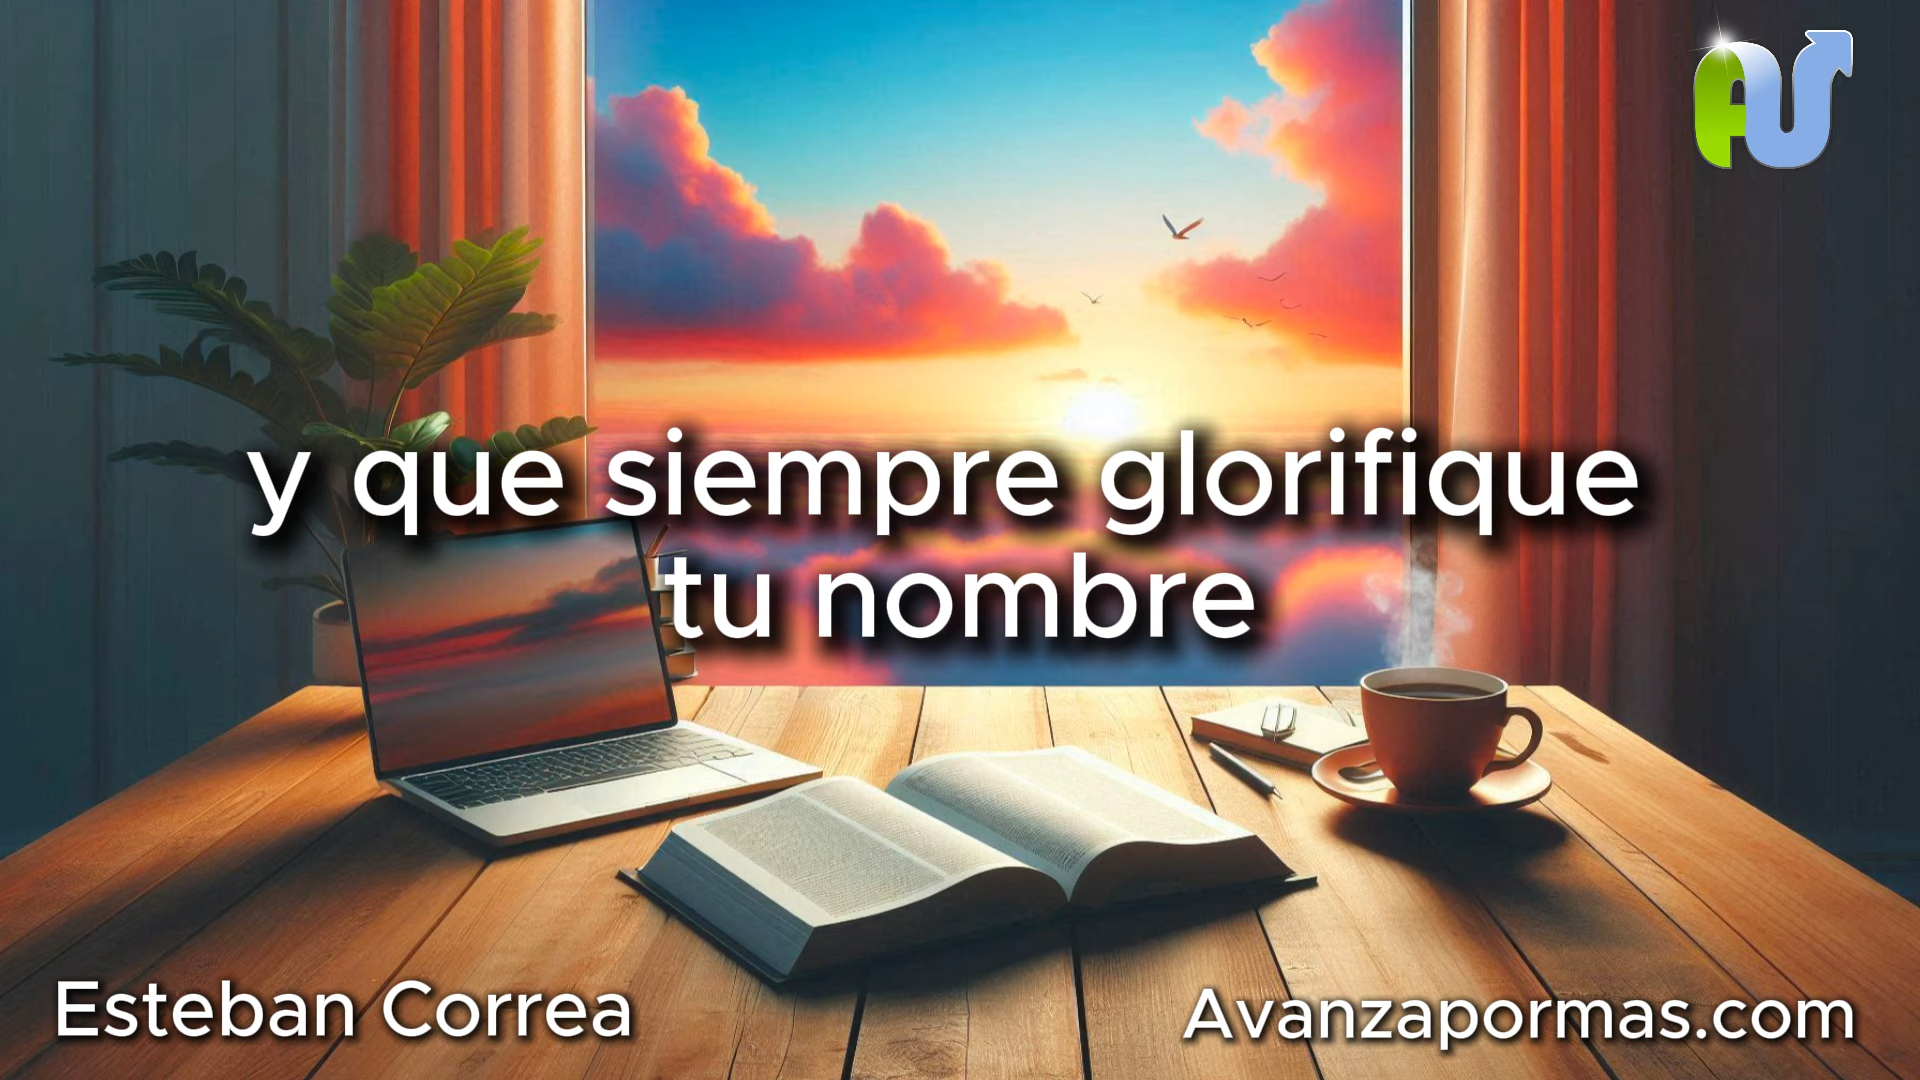 y que siempre glorifique
tu nombre
Esteban Correa
Avanzapormas.com